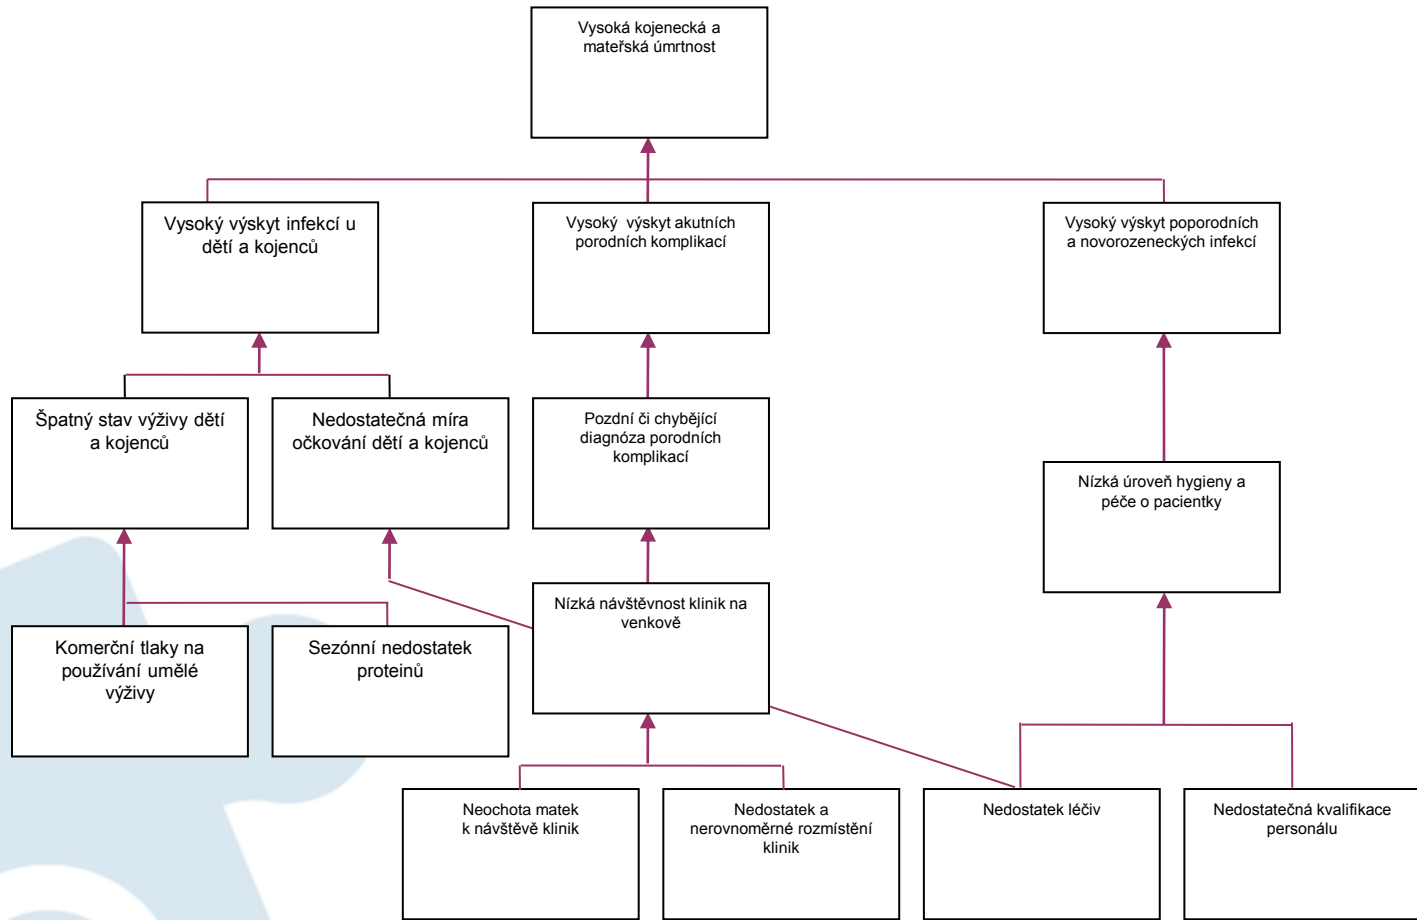 Vysoká kojenecká a
mateřská úmrtnost
Vysoký výskyt infekcí u
dětí a kojenců
Vysoký výskyt akutních
porodních komplikací
Vysoký výskyt poporodních
a novorozeneckých infekcí
Špatný stav výživy dětí
a kojenců
Nedostatečná míra
očkování dětí a kojenců
Pozdní či chybějící
diagnóza porodních
komplikací
Nízká úroveň hygieny a
péče o pacientky
Komerční tlaky na
používání umělé
výživy
Sezónní nedostatek
proteinů
Nízká návštěvnost klinik na
venkově
Neochota matek
k návštěvě klinik
Nedostatek a
nerovnoměrné rozmístění
klinik
Nedostatek léčiv
Nedostatečná kvalifikace
personálu